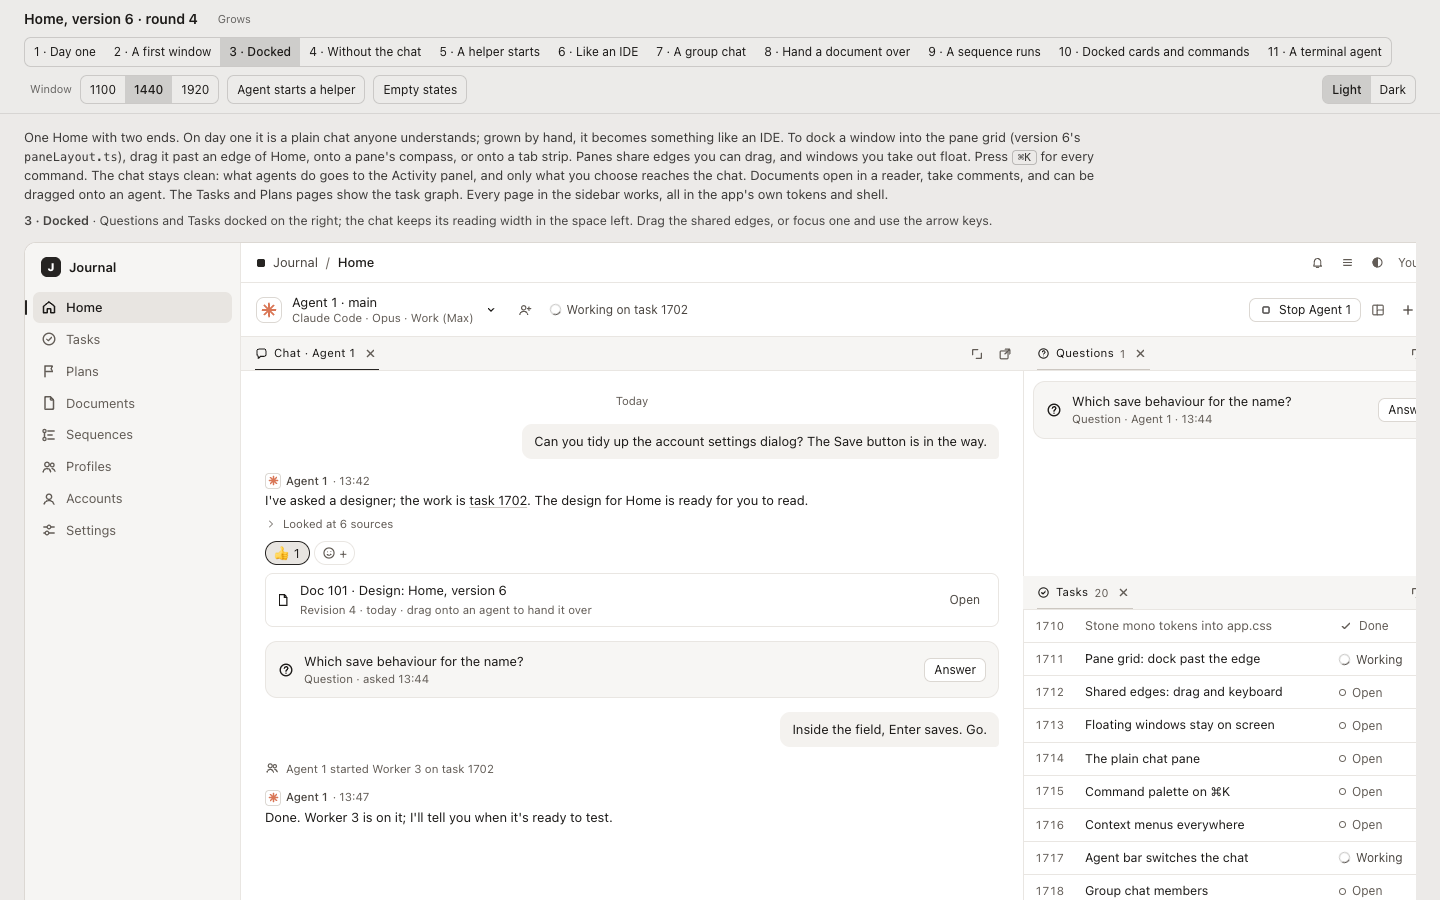 Home, version 6 · round 4 Grows
1 · Day one 2 · A first window 3 · Docked 4 · Without the chat 5 · A helper starts 6 · Like an IDE 7 · A group chat 8 · Hand a document over 9 · A sequence runs 10 · Docked cards and commands 11 · A terminal agent
Window 1100 1440 1920 Agent starts a helper Empty states Light Dark
One Home with two ends. On day one it is a plain chat anyone understands; grown by hand, it becomes something like an IDE. To dock a window into the pane grid (version 6's
paneLayout.ts), drag it past an edge of Home, onto a pane's compass, or onto a tab strip. Panes share edges you can drag, and windows you take out float. Press ⌘K for every
command. The chat stays clean: what agents do goes to the Activity panel, and only what you choose reaches the chat. Documents open in a reader, take comments, and can be
dragged onto an agent. The Tasks and Plans pages show the task graph. Every page in the sidebar works, all in the app's own tokens and shell.
3 · Docked · Questions and Tasks docked on the right; the chat keeps its reading width in the space left. Drag the shared edges, or focus one and use the arrow keys.
J Journal
Home
Tasks
Plans
Documents
Sequences
Profiles
Accounts
Settings
Journal / Home You
Agent 1 · main
Claude Code · Opus · Work (Max)
Working on task 1702
Stop Agent 1
Chat · Agent 1
Today
Can you tidy up the account settings dialog? The Save button is in the way.
Agent 1 · 13:42
I've asked a designer; the work is task 1702. The design for Home is ready for you to read.
Looked at 6 sources
👍 1 +
Doc 101 · Design: Home, version 6
Revision 4 · today · drag onto an agent to hand it over
Open
Which save behaviour for the name?
Question · asked 13:44
Answer
Inside the field, Enter saves. Go.
Agent 1 started Worker 3 on task 1702
Agent 1 · 13:47
Done. Worker 3 is on it; I'll tell you when it's ready to test.
Questions 1
Which save behaviour for the name?
Question · Agent 1 · 13:44
Answ
Tasks 20
1710 Stone mono tokens into app.css Done
1711 Pane grid: dock past the edge Working
1712 Shared edges: drag and keyboard Open
1713 Floating windows stay on screen Open
1714 The plain chat pane Open
1715 Command palette on ⌘K Open
1716 Context menus everywhere Open
1717 Agent bar switches the chat Working
1718 Group chat members Open